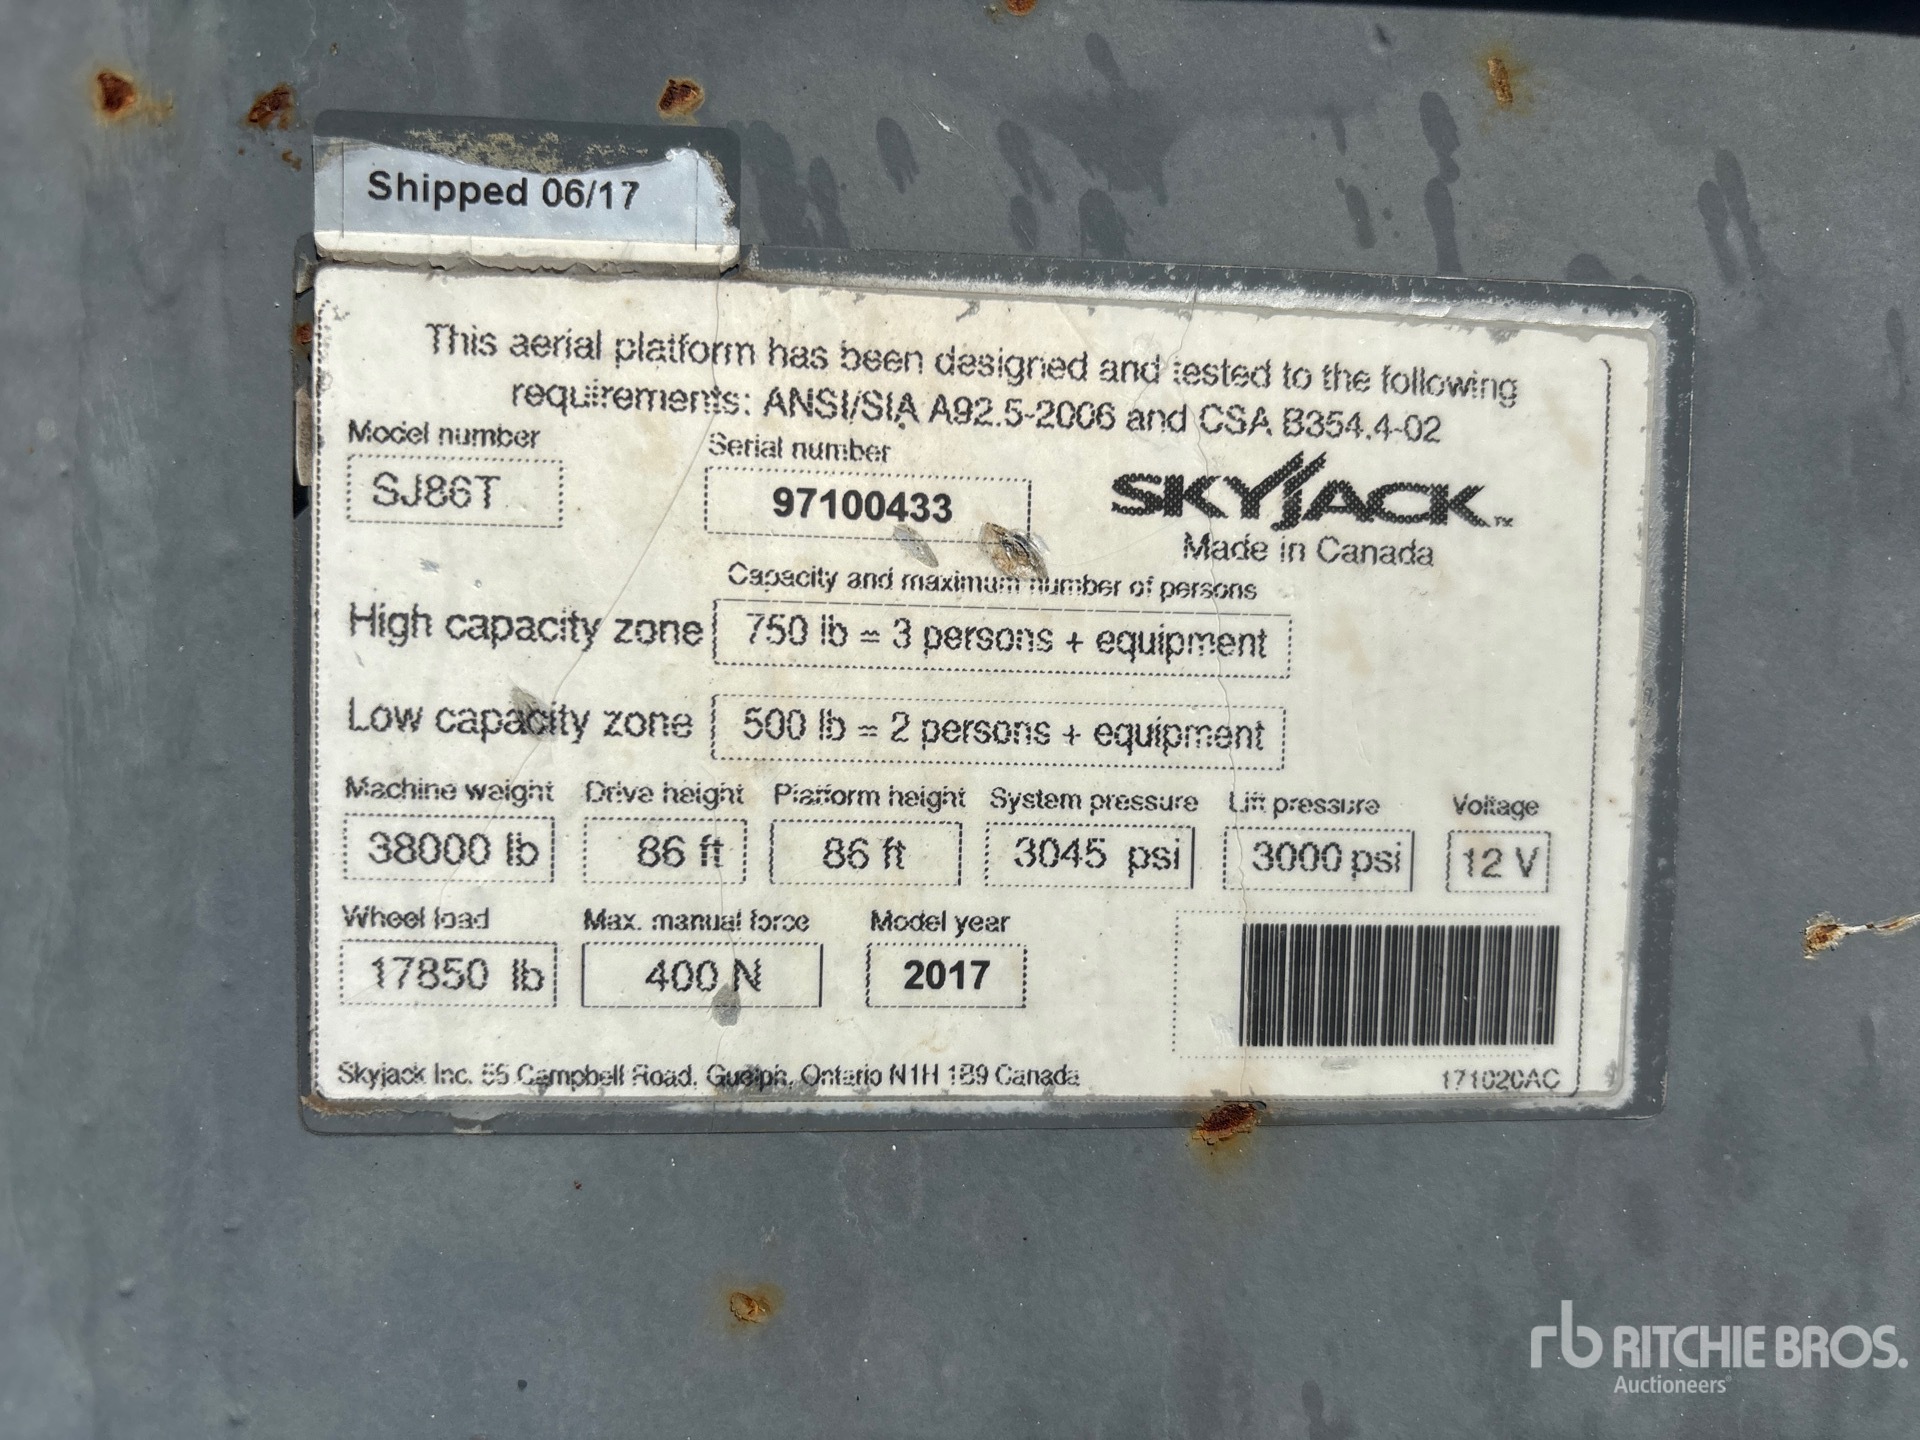 Shipped 06/17
This aerial platform has been designed and tested to the following
requirements: ANSI/SIA A92.5-2006 and CSA B354.4-02
Model number
SJ86T
Serial number
97100433
SKYJACK™
Made in Canada
Capacity and maximum number of persons
High capacity zone 750 lb = 3 persons + equipment
Low capacity zone 500 lb = 2 persons + equipment
Machine weight Drive height Platform height System pressure Lift pressure Voltage
38000 lb 86 ft 86 ft 3045 psi 3000 psi 12 V
Wheel load Max. manual force Model year
17850 lb 400 N 2017
Skyjack Inc. 55 Campbell Road, Guelph, Ontario N1H 1B9 Canada
171020AC
rb RITCHIE BROS.
Auctioneers®